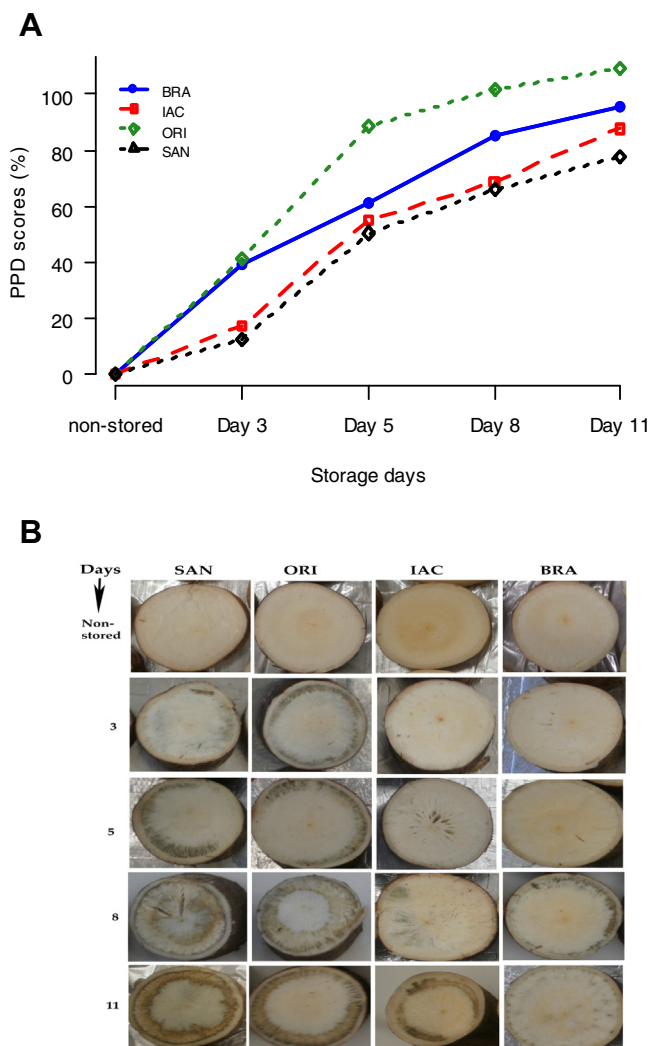 A
PPD scores (%)
100
80
60
40
20
0
BRA
IAC
ORI
SAN
non-stored Day 3 Day 5 Day 8 Day 11
Storage days
B
Days SAN ORI IAC BRA
Non-
stored
3
5
8
11